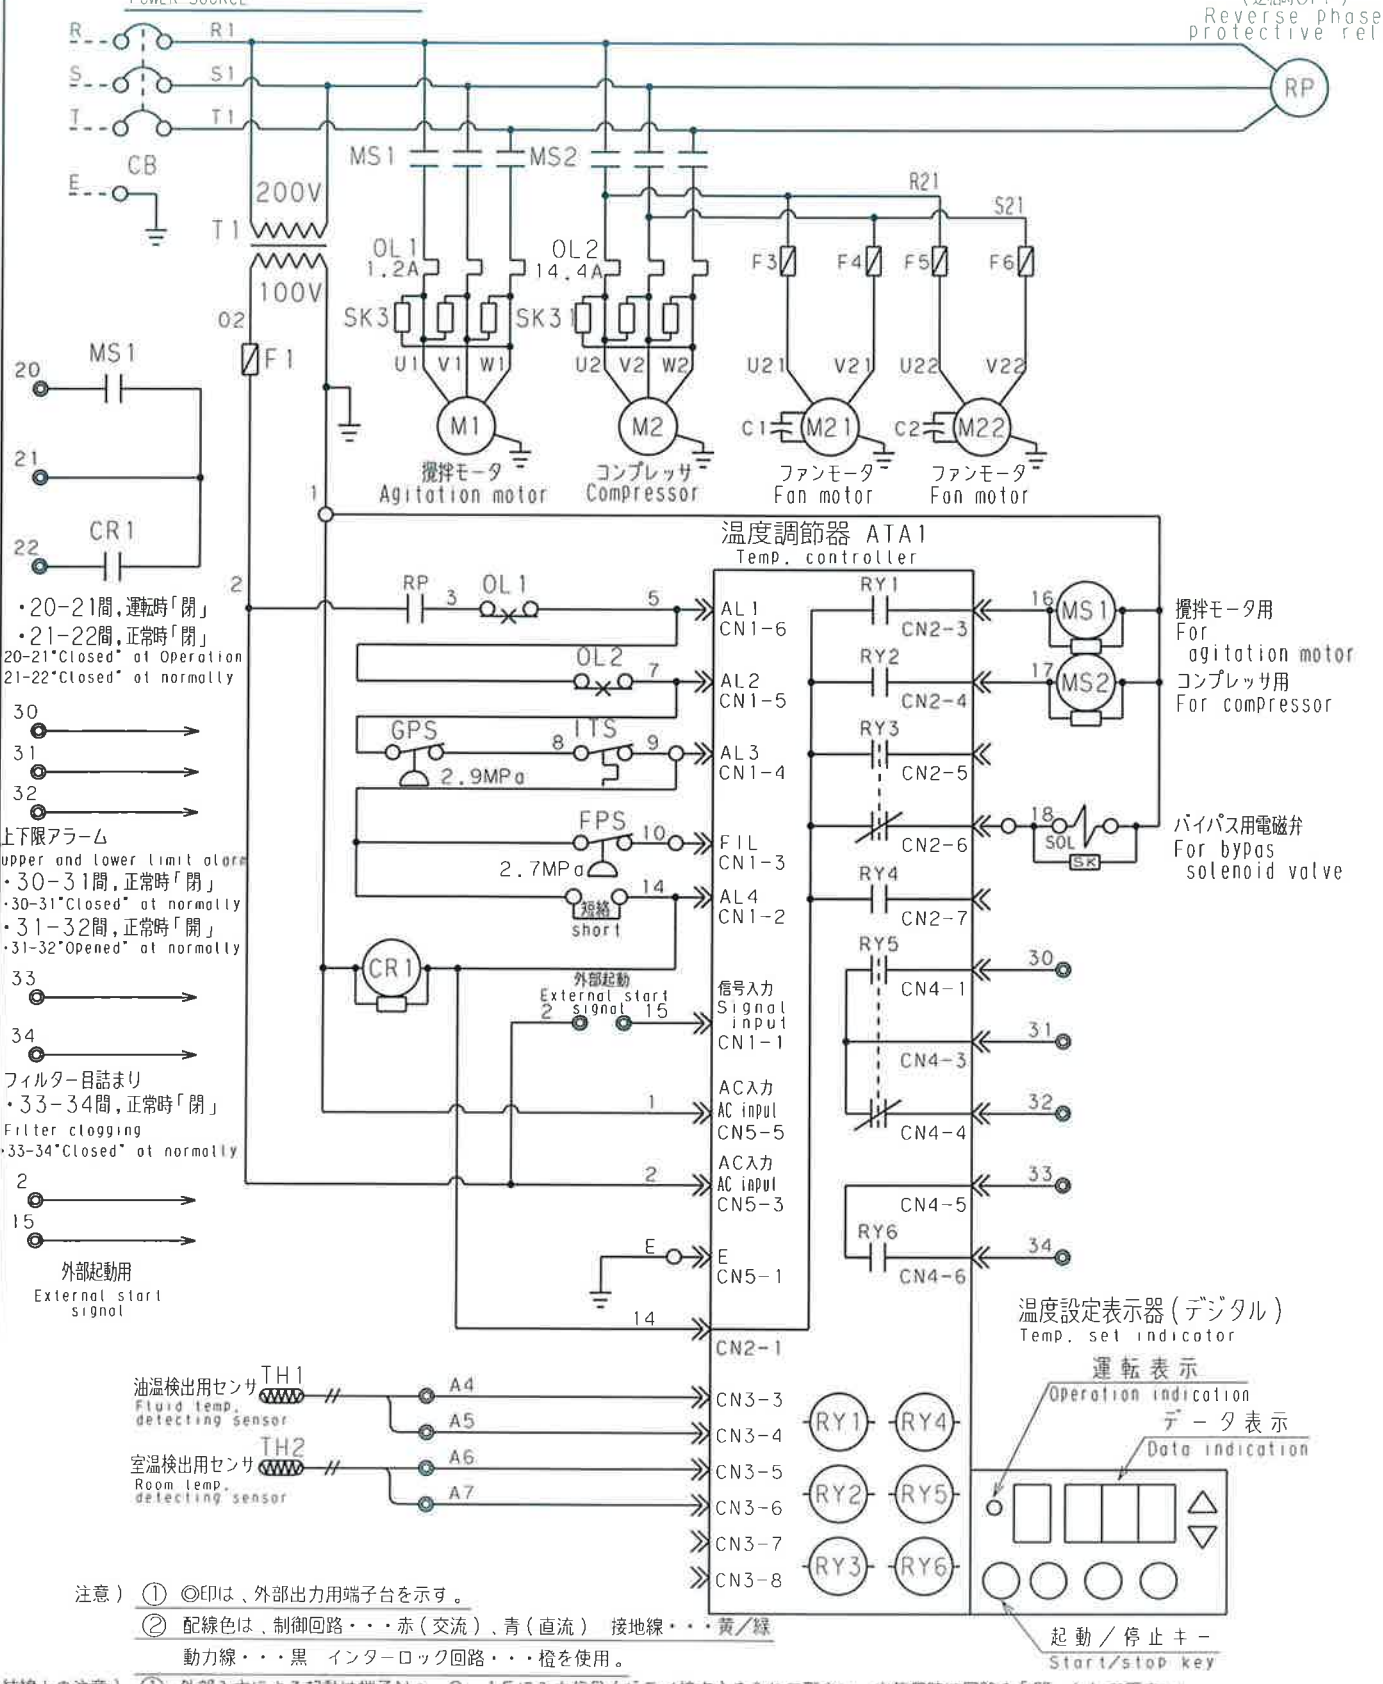 POWER SOURCE
(逆相時OFF)
Reverse phase
protective rel
R R1
S S1
T T1
E CB
RP
MS1 MS2
R21
S21
200V
T1
100V
OL1
1.2A
OL2
14.4A
F3 F4 F5 F6
SK3 SK31
02
F1
U1 V1 W1 U2 V2 W2 U21 V21 U22 V22
M1 M2 C1 M21 C2 M22
攪拌モータ
Agitation motor
コンプレッサ
Compressor
ファンモータ
Fan motor
ファンモータ
Fan motor
20 MS1
21
22 CR1
・20-21間,運転時「閉」
・21-22間,正常時「閉」
20-21"Closed" at Operation
21-22"Closed" at normally
30
31
32
上下限アラーム
upper and lower limit alarm
・30-31間,正常時「閉」
・30-31"Closed" at normally
・31-32間,正常時「開」
・31-32"Opened" at normally
33
34
フィルター目詰まり
・33-34間,正常時「閉」
Filter clogging
・33-34"Closed" at normally
2
15
外部起動用
External start
signal
1
2
温度調節器 ATA1
Temp. controller
RP 3 OL1 5 AL1
CN1-6
OL2 7 AL2
CN1-5
GPS 8 ITS 9 AL3
CN1-4
2.9MPa
FPS 10 FIL
CN1-3
2.7MPa
14 AL4
CN1-2
短絡
short
CR1
外部起動
External start
signal
2 15
信号入力
Signal
input
CN1-1
1 AC入力
AC input
CN5-5
2 AC入力
AC input
CN5-3
E E
CN5-1
14
CN2-1
RY1
CN2-3
16 MS1
攪拌モータ用
For
agitation motor
RY2
CN2-4
17 MS2
コンプレッサ用
For compressor
RY3
CN2-5
CN2-6
18
SOL
SK
バイパス用電磁弁
For bypas
solenoid valve
RY4
CN2-7
RY5
CN4-1 30
CN4-3 31
CN4-4 32
CN4-5 33
RY6
CN4-6 34
油温検出用センサ TH1
Fluid temp.
detecting sensor
室温検出用センサ TH2
Room temp.
detecting sensor
A4 CN3-3
A5 CN3-4
A6 CN3-5
A7 CN3-6
CN3-7
CN3-8
RY1 RY4
RY2 RY5
RY3 RY6
温度設定表示器(デジタル)
Temp. set indicator
運転表示
Operation indication
データ表示
Data indication
起動/停止キー
Start/stop key
注意) ① ◎印は、外部出力用端子台を示す。
② 配線色は、制御回路・・・赤(交流)、青(直流) 接地線・・・黄/緑
動力線・・・黒 インターロック回路・・・橙を使用。